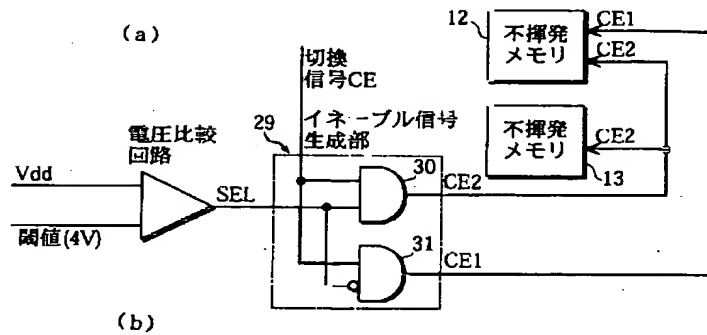 (a)
12
不揮発
メモリ
CE1
CE2
切換
信号CE
不揮発
メモリ
CE2
13
電圧比較
回路
29
イネーブル信号
生成部
30
Vdd
SEL
CE2
閾値(4V)
31
CE1
(b)